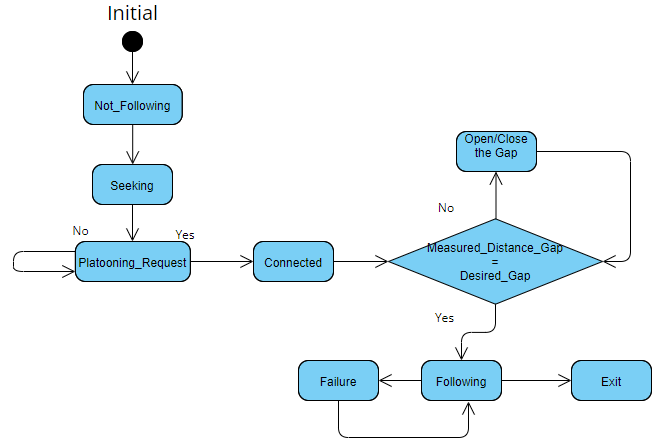 Initial
Not_Following
Seeking
No
Yes
Platooning_Request
Connected
Open/Close
the Gap
No
Measured_Distance_Gap
=
Desired_Gap
Yes
Failure
Following
Exit